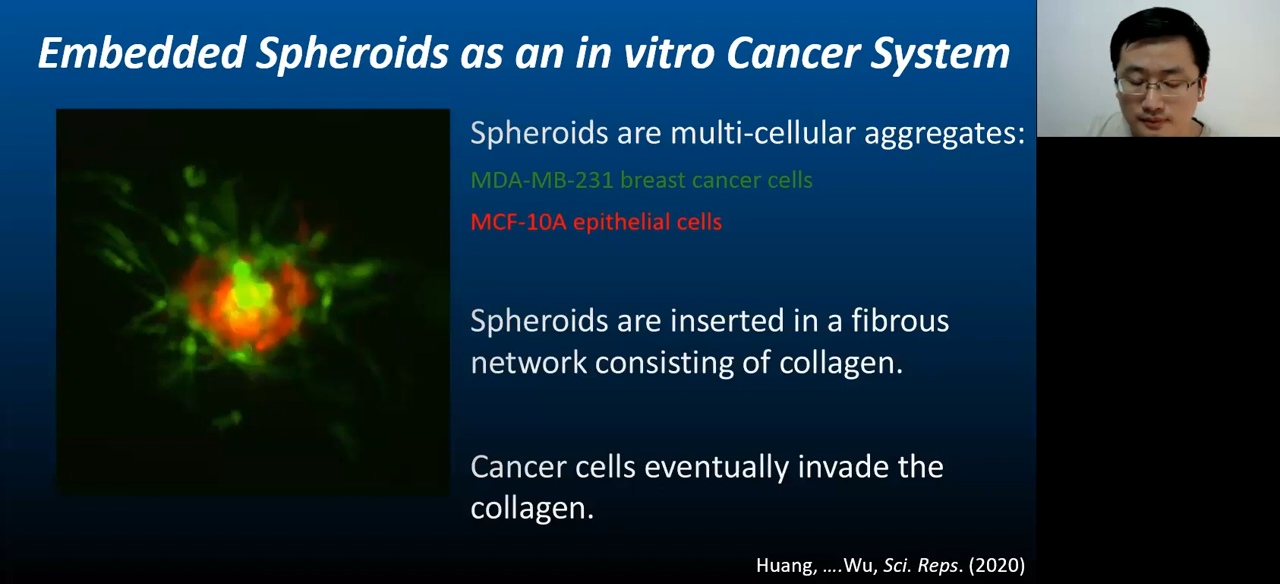 Embedded Spheroids as an in vitro Cancer System
Spheroids are multi-cellular aggregates:
MDA-MB-231 breast cancer cells
MCF-10A epithelial cells
Spheroids are inserted in a fibrous
network consisting of collagen.
Cancer cells eventually invade the
collagen.
Huang, ....Wu, Sci. Reps. (2020)